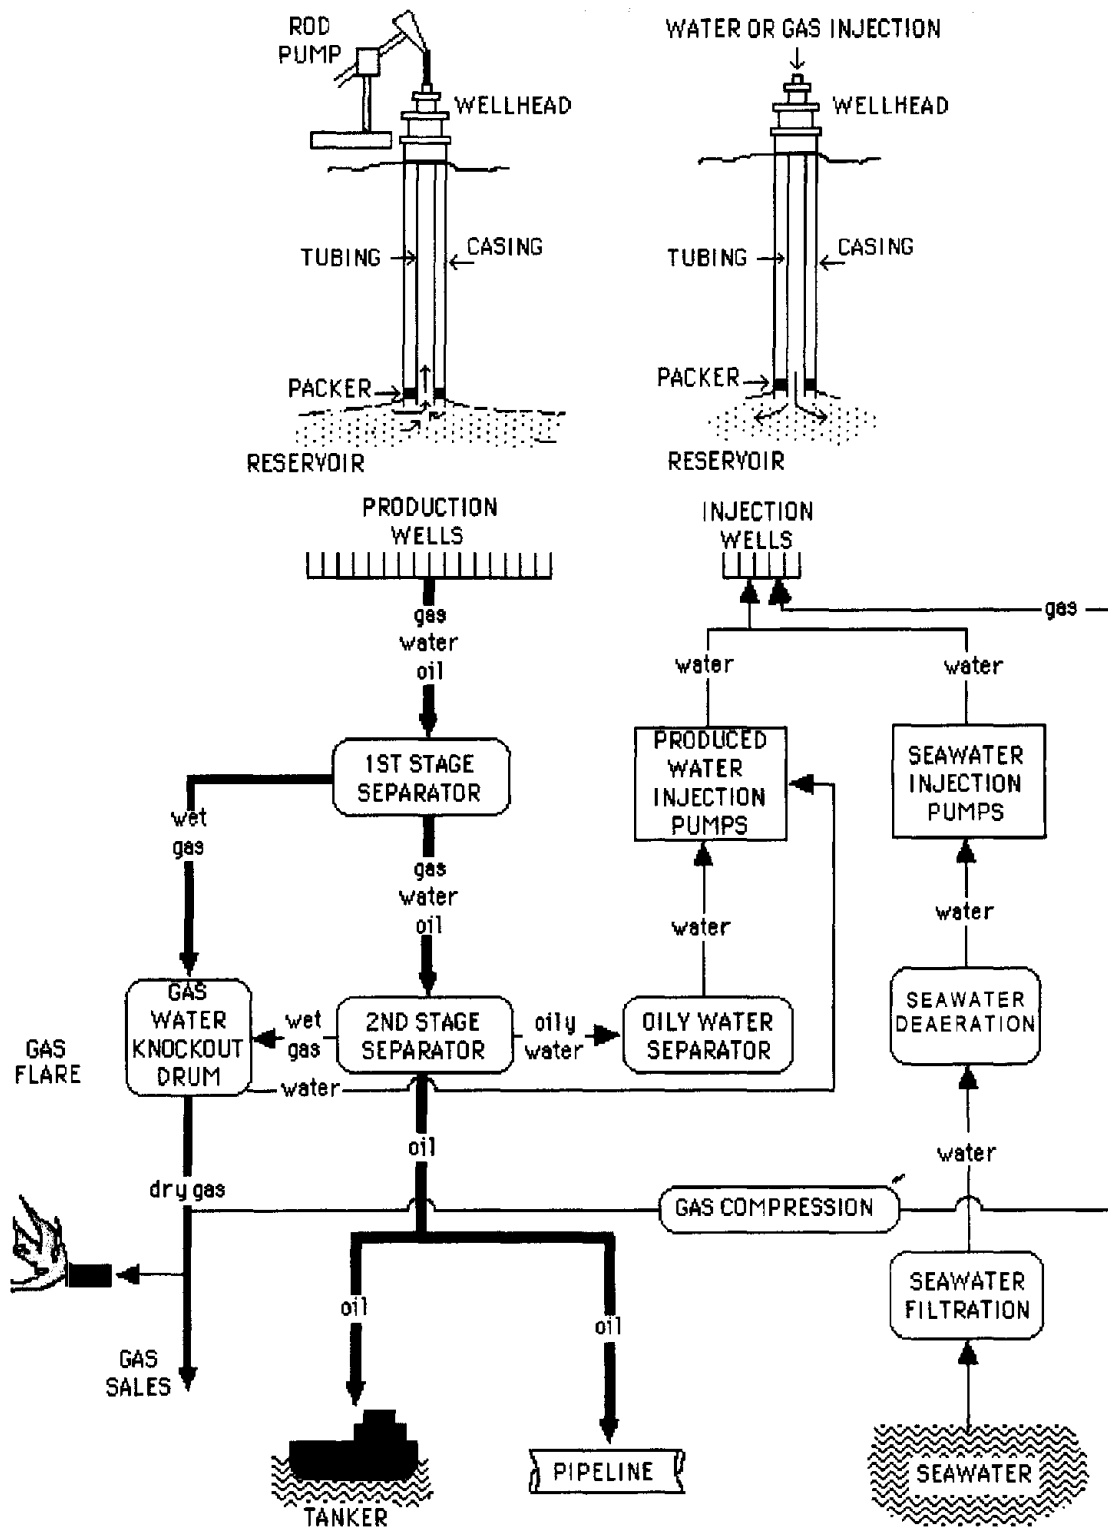 ROD
PUMP
WELLHEAD
TUBING
CASING
PACKER
RESERVOIR
WATER OR GAS INJECTION
WELLHEAD
TUBING
CASING
PACKER
RESERVOIR
PRODUCTION
WELLS
INJECTION
WELLS
gas
water
oil
gas
water
water
1ST STAGE
SEPARATOR
PRODUCED
WATER
INJECTION
PUMPS
SEAWATER
INJECTION
PUMPS
wet
gas
gas
water
oil
water
water
GAS
WATER
KNOCKOUT
DRUM
wet
gas
2ND STAGE
SEPARATOR
oily
water
OILY WATER
SEPARATOR
SEAWATER
DEAERATION
GAS
FLARE
water
oil
water
dry gas
GAS COMPRESSION
SEAWATER
FILTRATION
oil
oil
GAS
SALES
PIPELINE
SEAWATER
TANKER